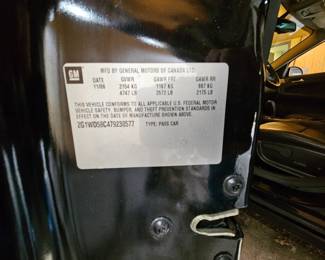 GM
MFD BY GENERAL MOTORS OF CANADA LTD.
DATE GVWR GAWR FRT GAWR RR
11/06 2154 KG 1167 KG 987 KG
4747 LB 2572 LB 2175 LB
THIS VEHICLE CONFORMS TO ALL APPLICABLE U.S. FEDERAL MOTOR
VEHICLE SAFETY, BUMPER, AND THEFT PREVENTION STANDARDS IN
EFFECT ON THE DATE OF MANUFACTURE SHOWN ABOVE.
2G1WD58C479230577 TYPE: PASS CAR